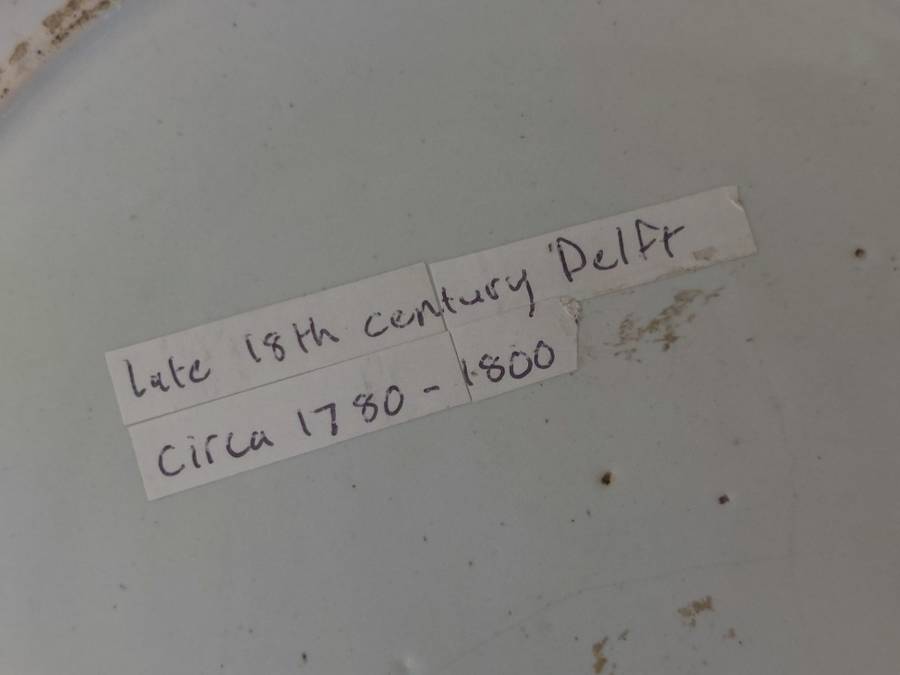 late 18th century Delft
circa 1780-1800